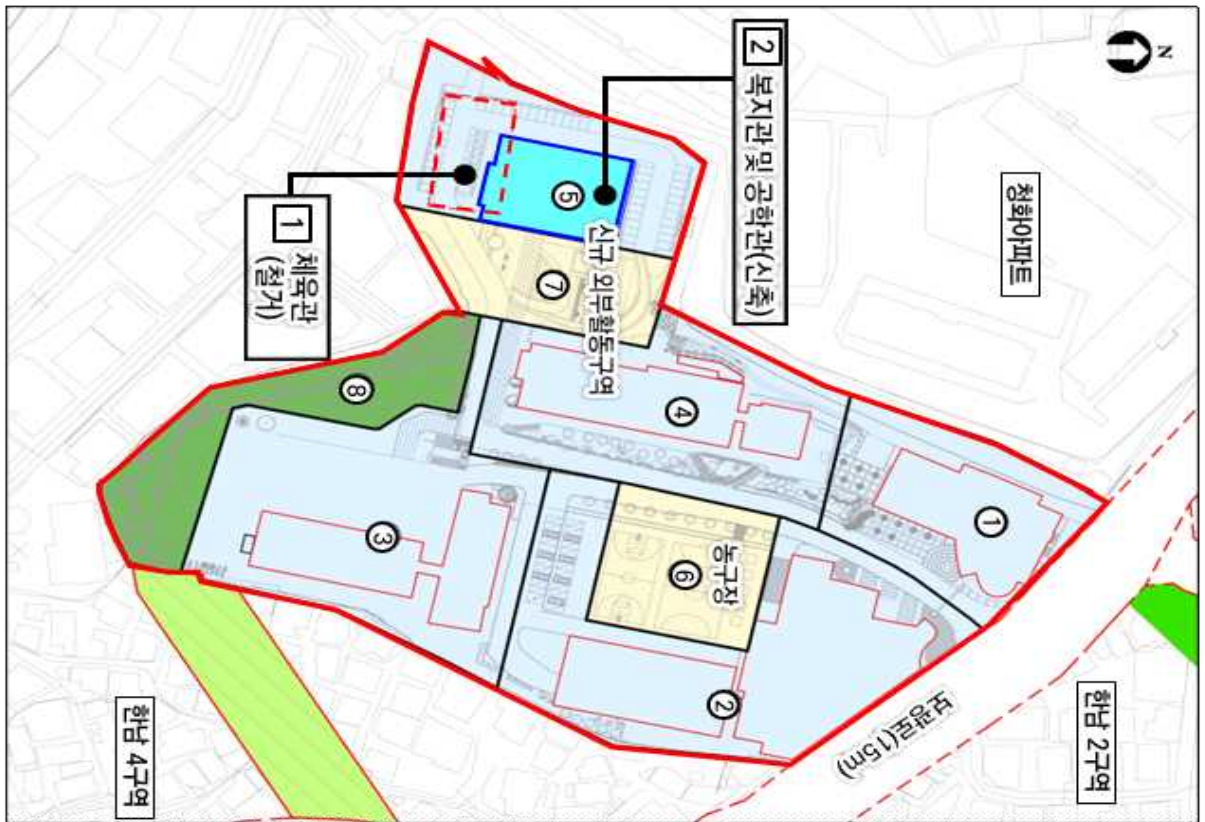 N
2 복지관 및 공학관(신축)
청화아파트
⑤
신규 외부활동구역
⑦
1 체육관
(철거)
⑧
④
①
③
농구장
⑥
②
보광로(15m)
한남 2구역
한남 4구역